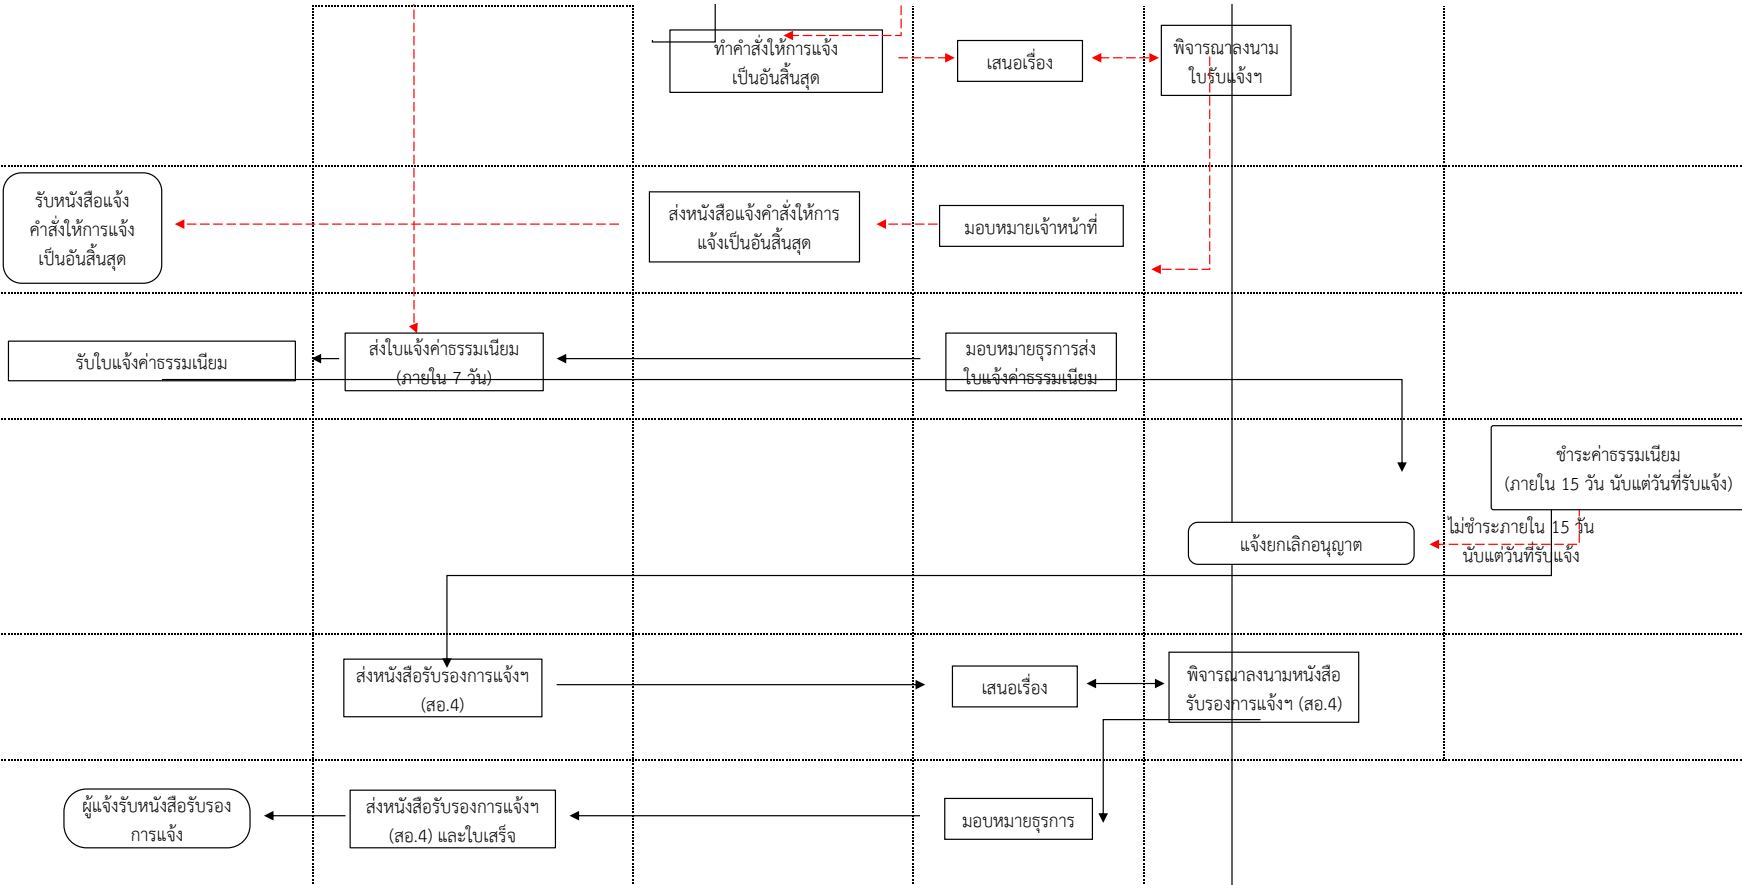 ทำคำสั่งให้การแจ้ง
เป็นอันสิ้นสุด
เสนอเรื่อง
พิจารณาลงนาม
ใบรับแจ้งฯ
รับหนังสือแจ้ง
คำสั่งให้การแจ้ง
เป็นอันสิ้นสุด
ส่งหนังสือแจ้งคำสั่งให้การ
แจ้งเป็นอันสิ้นสุด
มอบหมายเจ้าหน้าที่
รับใบแจ้งค่าธรรมเนียม
ส่งใบแจ้งค่าธรรมเนียม
(ภายใน 7 วัน)
มอบหมายธุรการส่ง
ใบแจ้งค่าธรรมเนียม
ชำระค่าธรรมเนียม
(ภายใน 15 วัน นับแต่วันที่รับแจ้ง)
แจ้งยกเลิกอนุญาต
ไม่ชำระภายใน 15 วัน
นับแต่วันที่รับแจ้ง
ส่งหนังสือรับรองการแจ้งฯ
(สอ.4)
เสนอเรื่อง
พิจารณาลงนามหนังสือ
รับรองการแจ้งฯ (สอ.4)
ผู้แจ้งรับหนังสือรับรอง
การแจ้ง
ส่งหนังสือรับรองการแจ้งฯ
(สอ.4) และใบเสร็จ
มอบหมายธุรการ